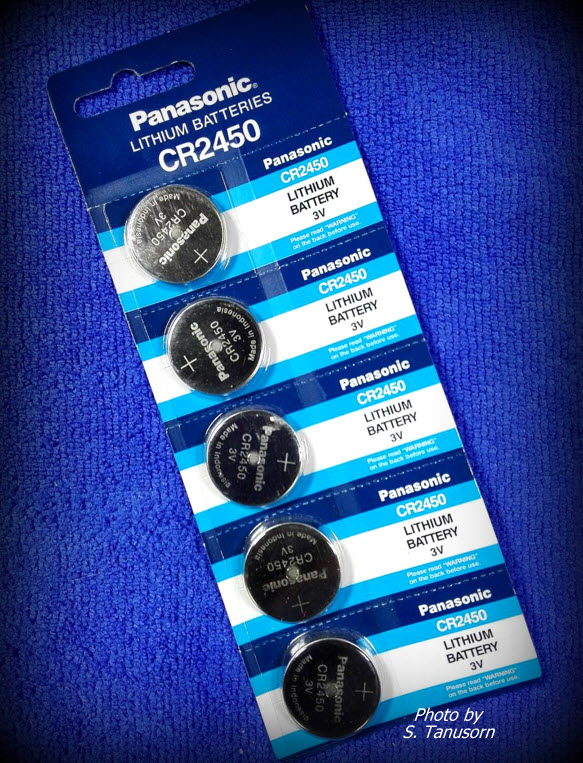 Panasonic®
LITHIUM BATTERIES
CR2450
Panasonic
CR2450
LITHIUM
BATTERY
3V
Please read "WARNING"
on the back before use.
Panasonic
CR2450
3V
Made in Indonesia
+
Panasonic
CR2450
LITHIUM
BATTERY
3V
Please read "WARNING"
on the back before use.
Panasonic
CR2450
3V
Made in Indonesia
+
Panasonic
CR2450
LITHIUM
BATTERY
3V
Please read "WARNING"
on the back before use.
Panasonic
CR2450
3V
Made in Indonesia
+
Panasonic
CR2450
LITHIUM
BATTERY
3V
Please read "WARNING"
on the back before use.
Panasonic
CR2450
3V
Made in Indonesia
+
Panasonic
CR2450
LITHIUM
BATTERY
3V
Please read "WARNING"
on the back before use.
Panasonic
CR2450
3V
Made in Indonesia
+
Photo by
S. Tanusorn